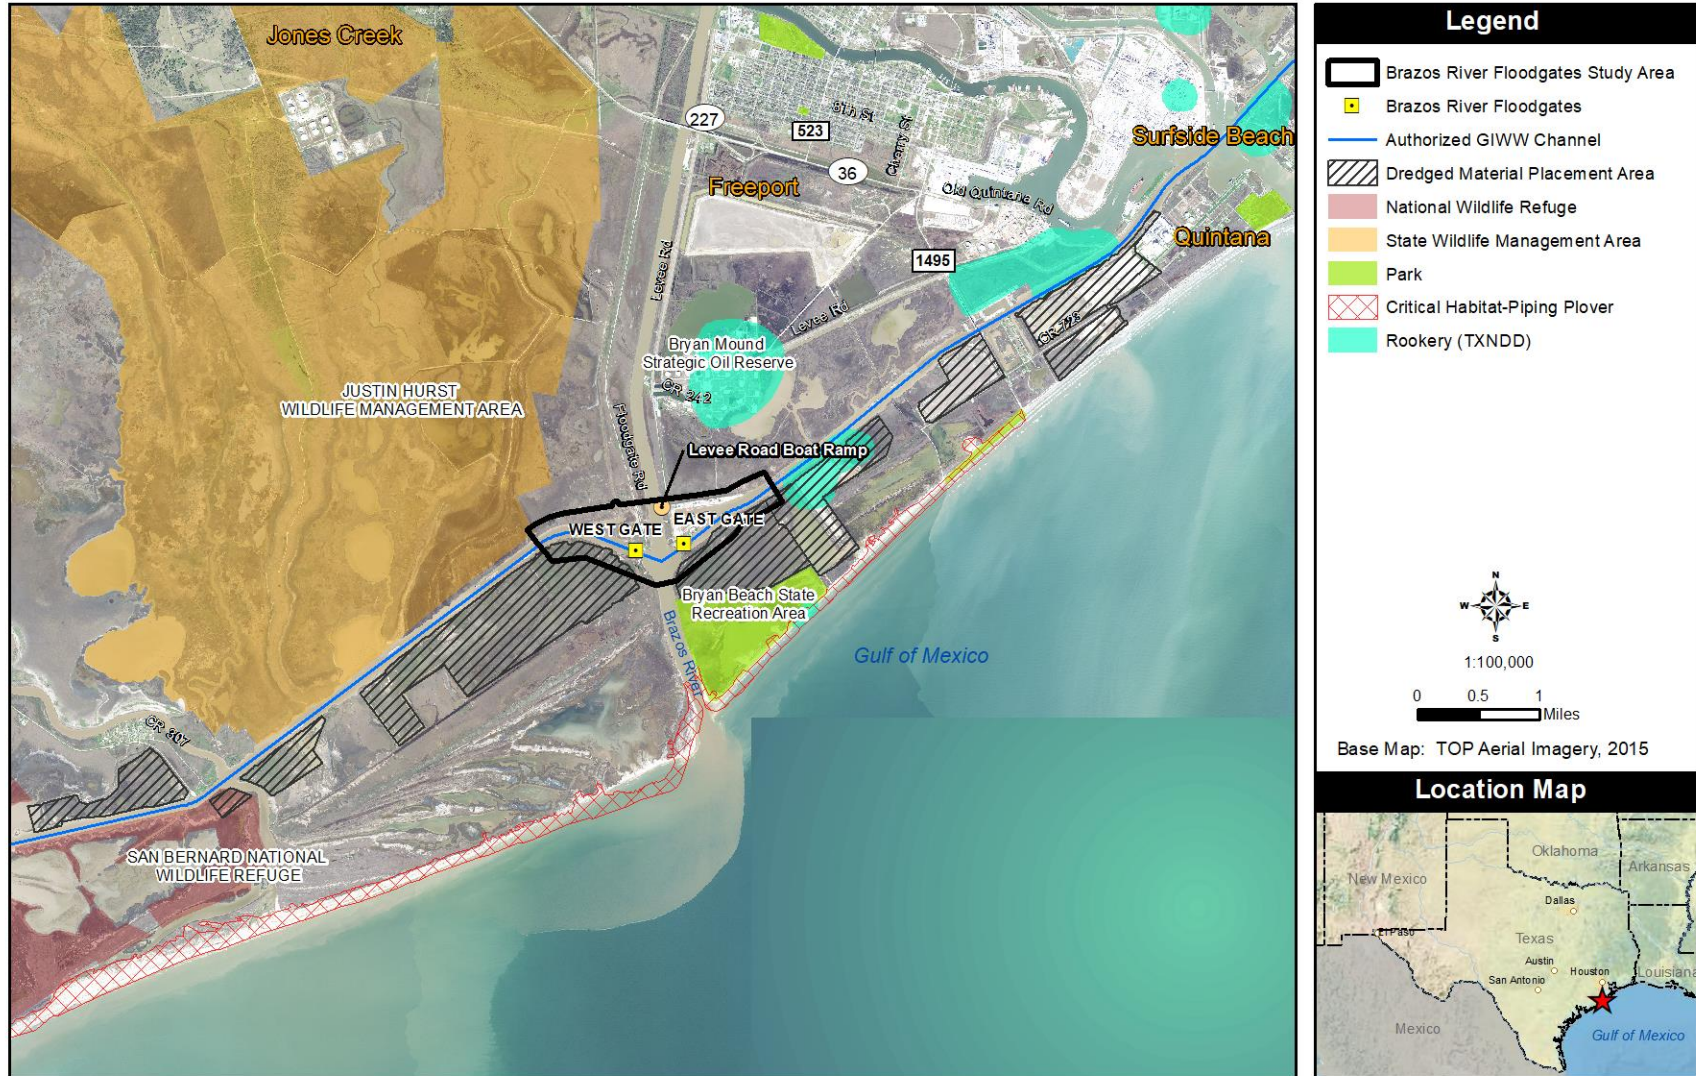 Jones Creek
227
523
8th St
Cherry St
36
Surfside Beach
Freeport
Old Quintana Rd
Quintana
1495
Levee Rd
CR 723
Levee Rd
Bryan Mound
Strategic Oil Reserve
CR 242
JUSTIN HURST
WILDLIFE MANAGEMENT AREA
Floodgate Rd
Levee Road Boat Ramp
WEST GATE
EAST GATE
Bryan Beach State
Recreation Area
Brazos River
Gulf of Mexico
CR 307
SAN BERNARD NATIONAL
WILDLIFE REFUGE
Legend
Brazos River Floodgates Study Area
Brazos River Floodgates
Authorized GIWW Channel
Dredged Material Placement Area
National Wildlife Refuge
State Wildlife Management Area
Park
Critical Habitat-Piping Plover
Rookery (TXNDD)
N
W
E
S
1:100,000
0 0.5 1
Miles
Base Map: TOP Aerial Imagery, 2015
Location Map
Oklahoma
Arkansas
New Mexico
Dallas
El Paso
Texas
Austin
San Antonio
Houston
Louisiana
Mexico
Gulf of Mexico